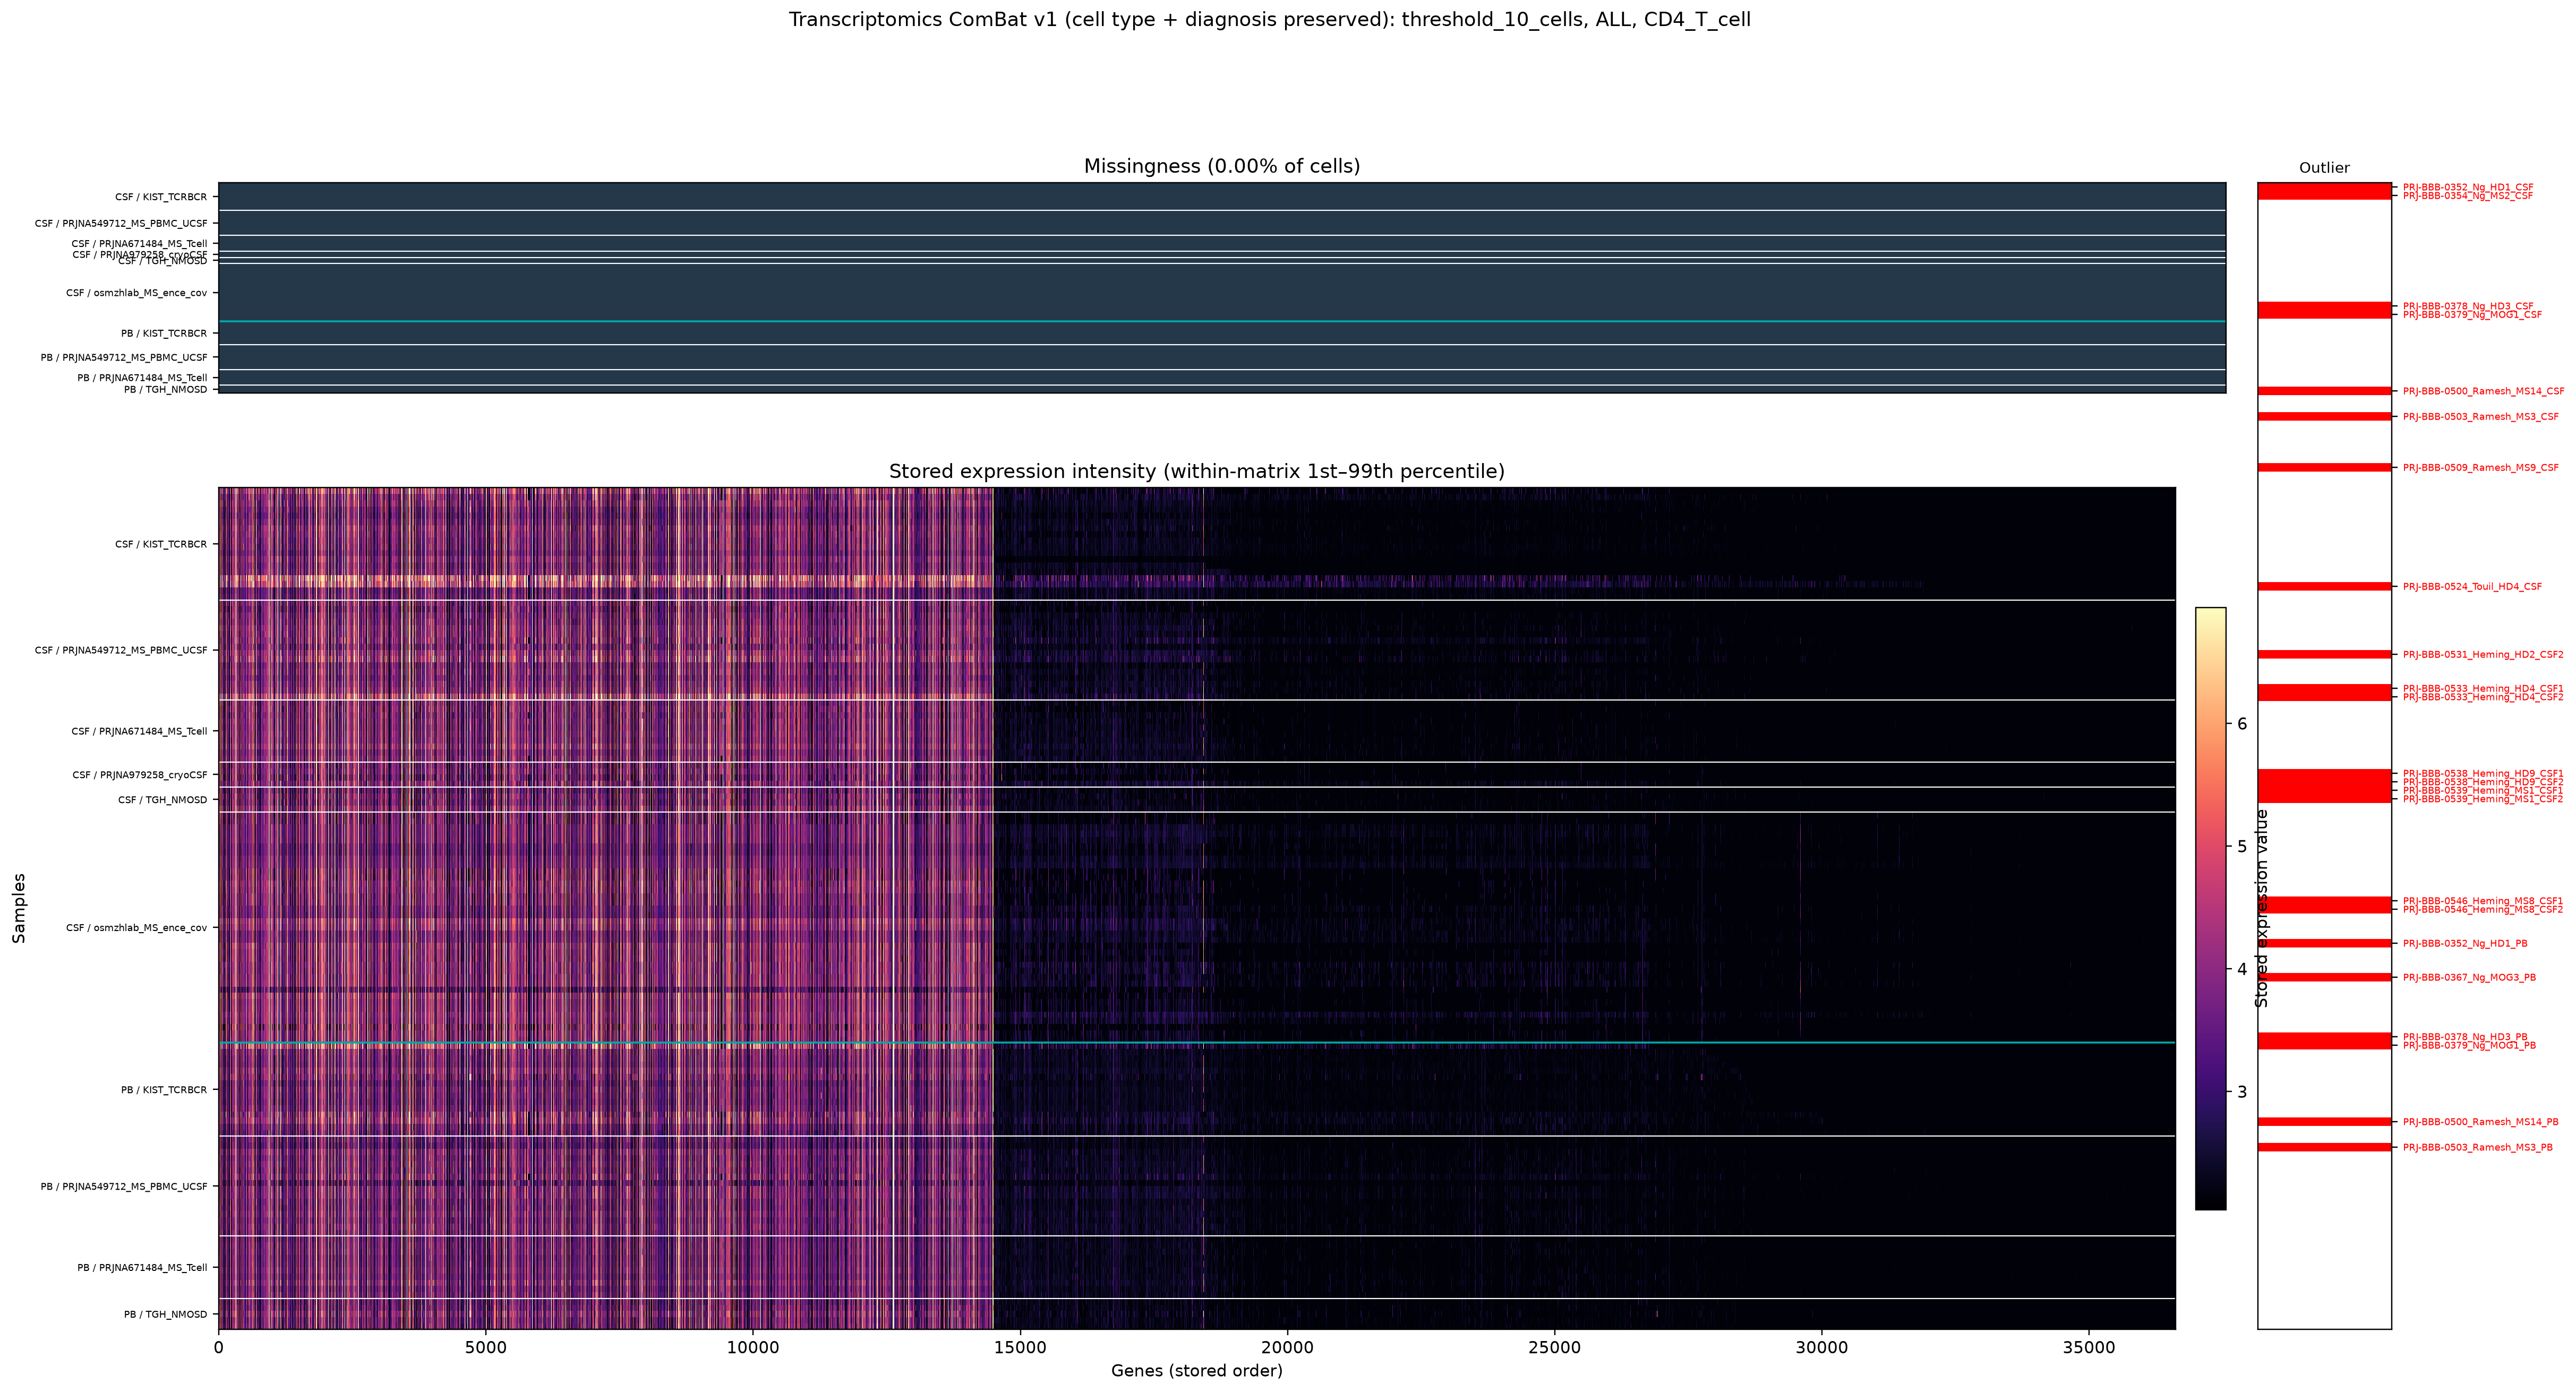 Transcriptomics ComBat v1 (cell type + diagnosis preserved): threshold_10_cells, ALL, CD4_T_cell
Missingness (0.00% of cells)
CSF / KIST_TCRBCR
CSF / PRJNA549712_MS_PBMC_UCSF
CSF / PRJNA671484_MS_Tcell
CSF / PRJNA979258_cryoCSF
CSF / TGH_NMOSD
CSF / osmzhlab_MS_ence_cov
PB / KIST_TCRBCR
PB / PRJNA549712_MS_PBMC_UCSF
PB / PRJNA671484_MS_Tcell
PB / TGH_NMOSD
Stored expression intensity (within-matrix 1st–99th percentile)
Samples
CSF / KIST_TCRBCR
CSF / PRJNA549712_MS_PBMC_UCSF
CSF / PRJNA671484_MS_Tcell
CSF / PRJNA979258_cryoCSF
CSF / TGH_NMOSD
CSF / osmzhlab_MS_ence_cov
PB / KIST_TCRBCR
PB / PRJNA549712_MS_PBMC_UCSF
PB / PRJNA671484_MS_Tcell
PB / TGH_NMOSD
0 5000 10000 15000 20000 25000 30000 35000
Genes (stored order)
6
5
4
3
Stored expression value
Outlier
PRJ-BBB-0352_Ng_HD1_CSF
PRJ-BBB-0354_Ng_MS2_CSF
PRJ-BBB-0378_Ng_HD3_CSF
PRJ-BBB-0379_Ng_MOG1_CSF
PRJ-BBB-0500_Ramesh_MS14_CSF
PRJ-BBB-0503_Ramesh_MS3_CSF
PRJ-BBB-0509_Ramesh_MS9_CSF
PRJ-BBB-0524_Touil_HD4_CSF
PRJ-BBB-0531_Heming_HD2_CSF2
PRJ-BBB-0533_Heming_HD4_CSF1
PRJ-BBB-0533_Heming_HD4_CSF2
PRJ-BBB-0538_Heming_HD9_CSF1
PRJ-BBB-0538_Heming_HD9_CSF2
PRJ-BBB-0539_Heming_MS1_CSF1
PRJ-BBB-0539_Heming_MS1_CSF2
PRJ-BBB-0546_Heming_MS8_CSF1
PRJ-BBB-0546_Heming_MS8_CSF2
PRJ-BBB-0352_Ng_HD1_PB
PRJ-BBB-0367_Ng_MOG3_PB
PRJ-BBB-0378_Ng_HD3_PB
PRJ-BBB-0379_Ng_MOG1_PB
PRJ-BBB-0500_Ramesh_MS14_PB
PRJ-BBB-0503_Ramesh_MS3_PB